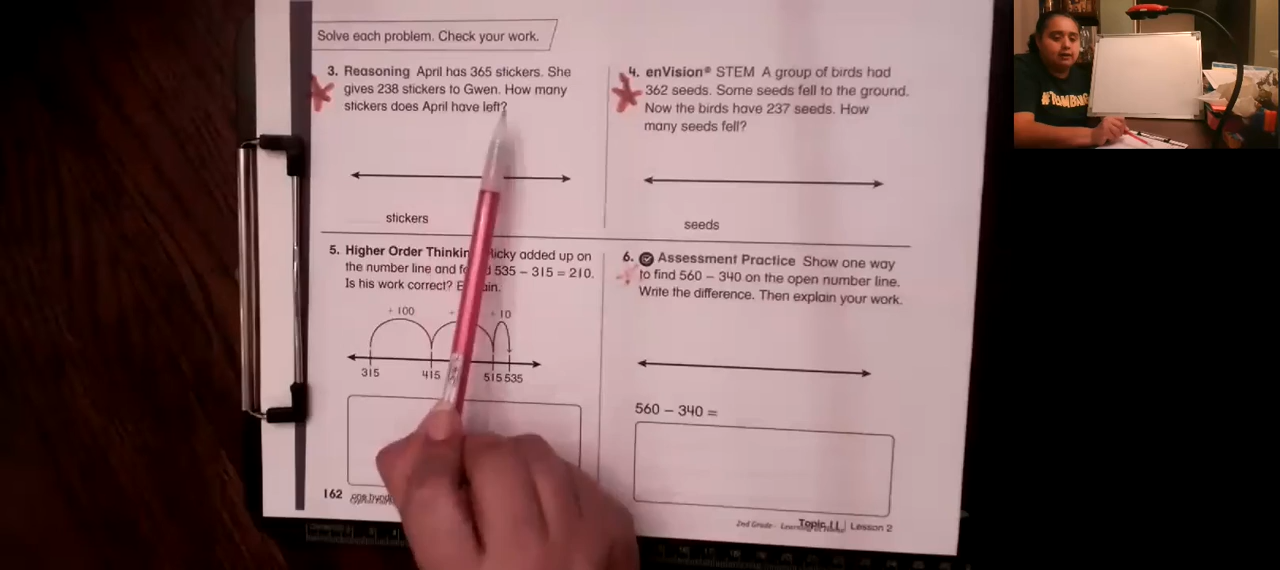 Solve each problem. Check your work.
3. Reasoning April has 365 stickers. She
gives 238 stickers to Gwen. How many
stickers does April have left?
stickers
4. enVision® STEM A group of birds had
362 seeds. Some seeds fell to the ground.
Now the birds have 237 seeds. How
many seeds fell?
seeds
5. Higher Order Thinkin Ricky added up on
the number line and fo d 535 – 315 = 210.
Is his work correct? E ain.
+ 100
+ 10
315
415
515 535
162
6. Assessment Practice Show one way
to find 560 – 340 on the open number line.
Write the difference. Then explain your work.
560 – 340 =
2nd Grade -
Topic 11 | Lesson 2